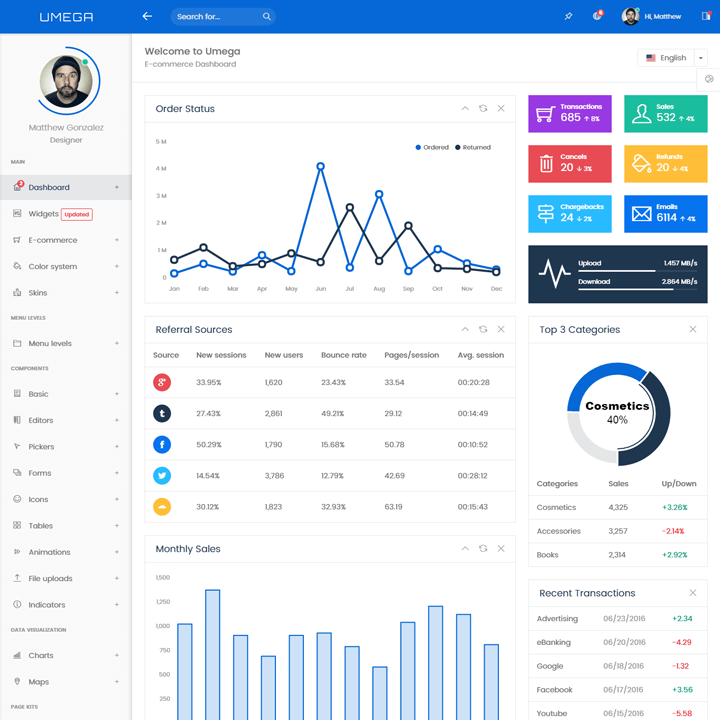 UMEGA
Search for...
Hi, Matthew
Matthew Gonzalez
Designer
MAIN
2
Dashboard +
Widgets Updated
E-commerce +
Color system +
Skins +
MENU LEVELS
Menu levels +
COMPONENTS
Basic +
Editors +
Pickers +
Forms +
Icons +
Tables +
Animations +
File uploads +
Indicators +
DATA VISUALIZATION
Charts +
Maps +
PAGE KITS
Welcome to Umega
E-commerce Dashboard
English
Order Status
Ordered Returned
5 M
4 M
3 M
2 M
1 M
0
Jan Feb Mar Apr May Jun Jul Aug Sep Oct Nov Dec
Transactions
685 ↑ 8%
Sales
532 ↑ 4%
Cancels
20 ↓ 3%
Refunds
20 ↓ 4%
Chargebacks
24 ↓ 2%
Emails
6114 ↑ 4%
Upload 1.457 MB/s
Download 2.864 MB/s
Referral Sources
Source New sessions New users Bounce rate Pages/session Avg. session
g+ 33.95% 1,620 23.43% 33.54 00:20:28
t 27.43% 2,861 49.21% 29.12 00:14:49
f 50.29% 1,790 15.68% 50.78 00:10:52
14.54% 3,786 12.79% 42.69 00:28:12
30.12% 1,823 32.93% 63.19 00:15:43
Top 3 Categories
Cosmetics
40%
Categories Sales Up/Down
Cosmetics 4,325 +3.26%
Accessories 3,257 -2.14%
Books 2,314 +2.92%
Monthly Sales
1,500
1,250
1,000
750
500
250
Recent Transactions
Advertising 06/23/2016 +2.34
eBanking 06/20/2016 -4.29
Google 06/18/2016 -1.32
Facebook 06/17/2016 +3.56
Youtube 06/15/2016 -5.58